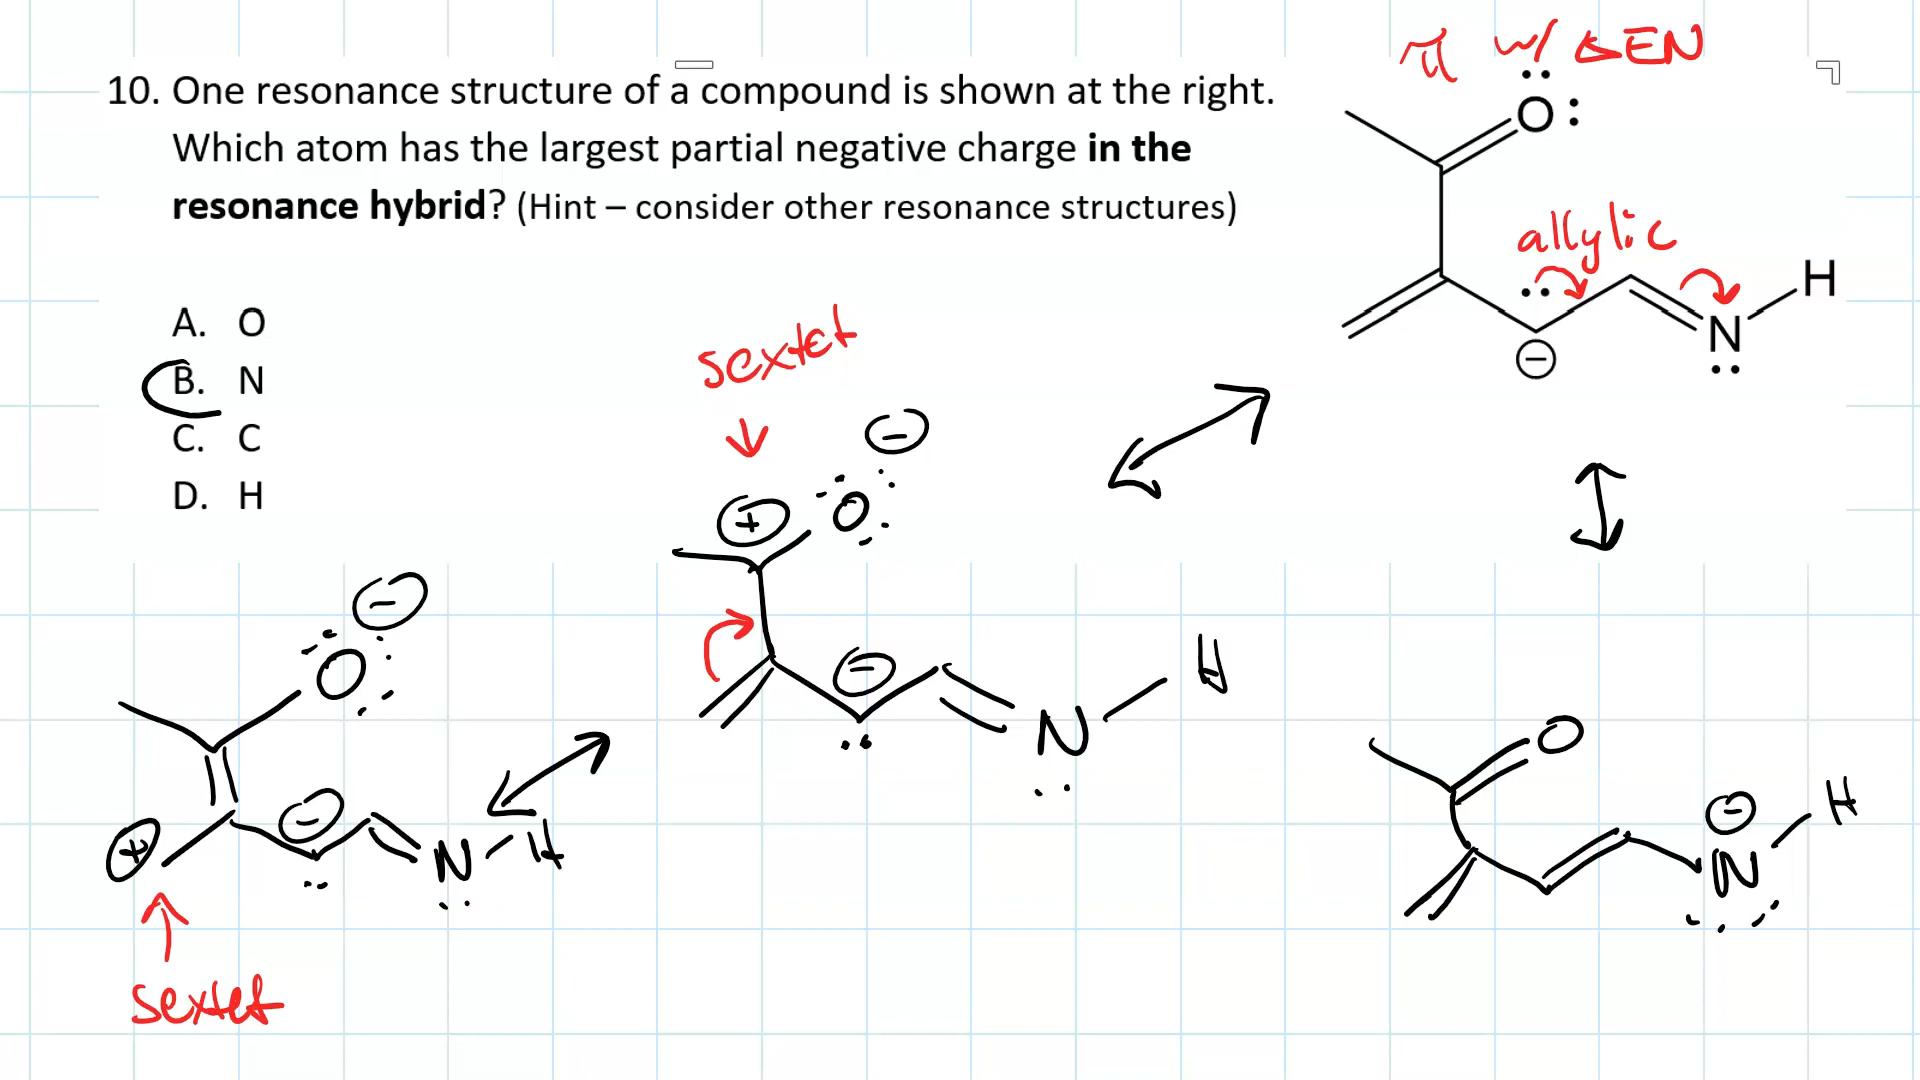 π w/ ΔEN
10. One resonance structure of a compound is shown at the right.
Which atom has the largest partial negative charge in the
resonance hybrid? (Hint – consider other resonance structures)
O
allylic
H
N
A. O
B. N
C. C
D. H
sextet
O
H
N
O
N H
sextet
O
H
N